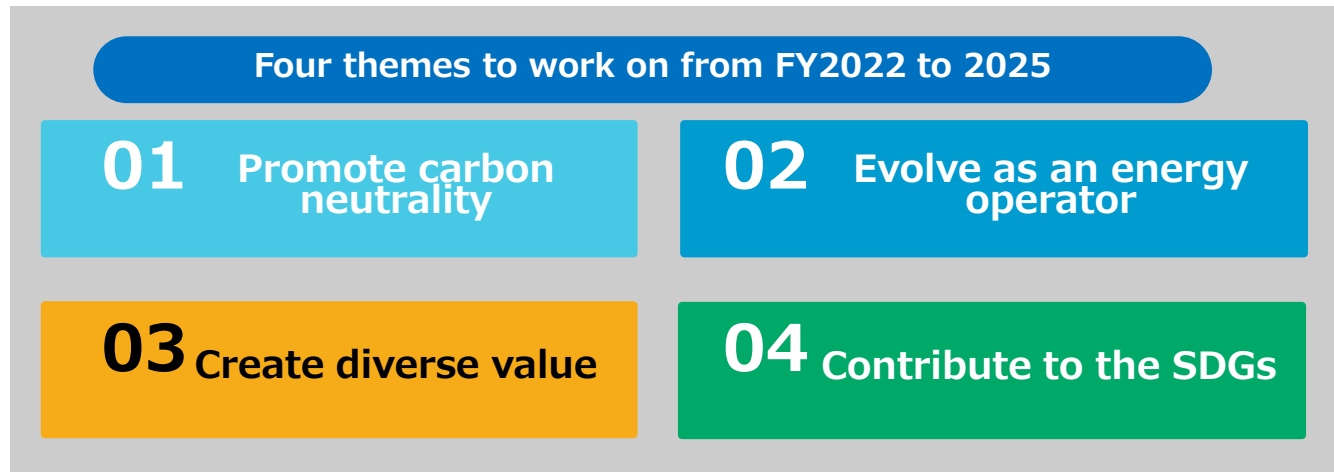 Four themes to work on from FY2022 to 2025
01 Promote carbon
neutrality
02 Evolve as an energy
operator
03 Create diverse value
04 Contribute to the SDGs